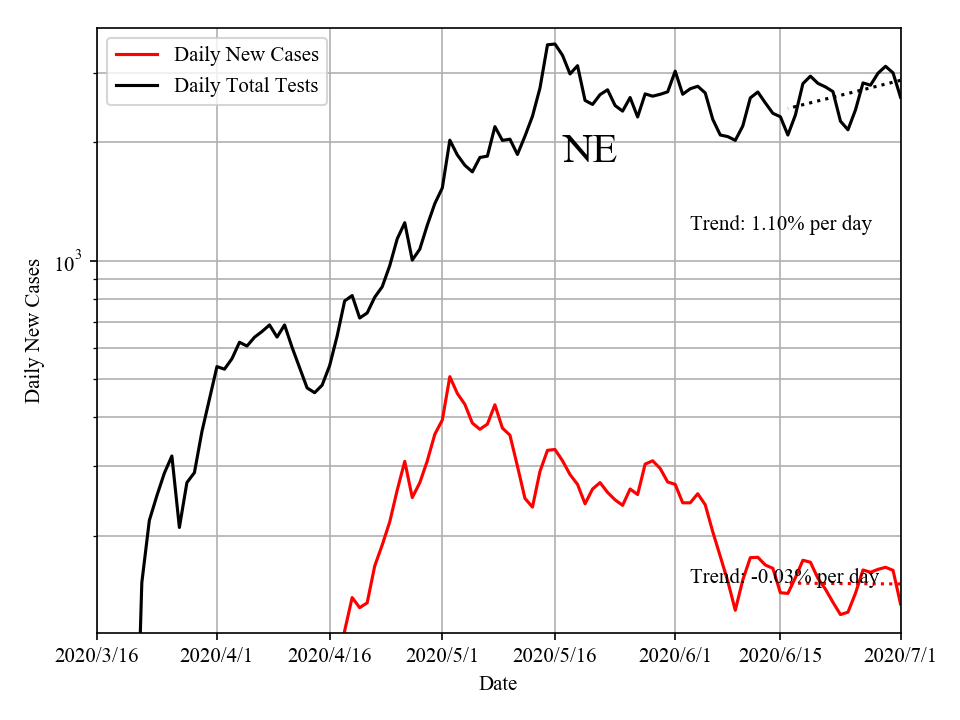 Daily New Cases
Daily Total Tests
NE
Trend: 1.10% per day
10³
Daily New Cases
Trend: -0.03% per day
2020/3/16 2020/4/1 2020/4/16 2020/5/1 2020/5/16 2020/6/1 2020/6/15 2020/7/1
Date